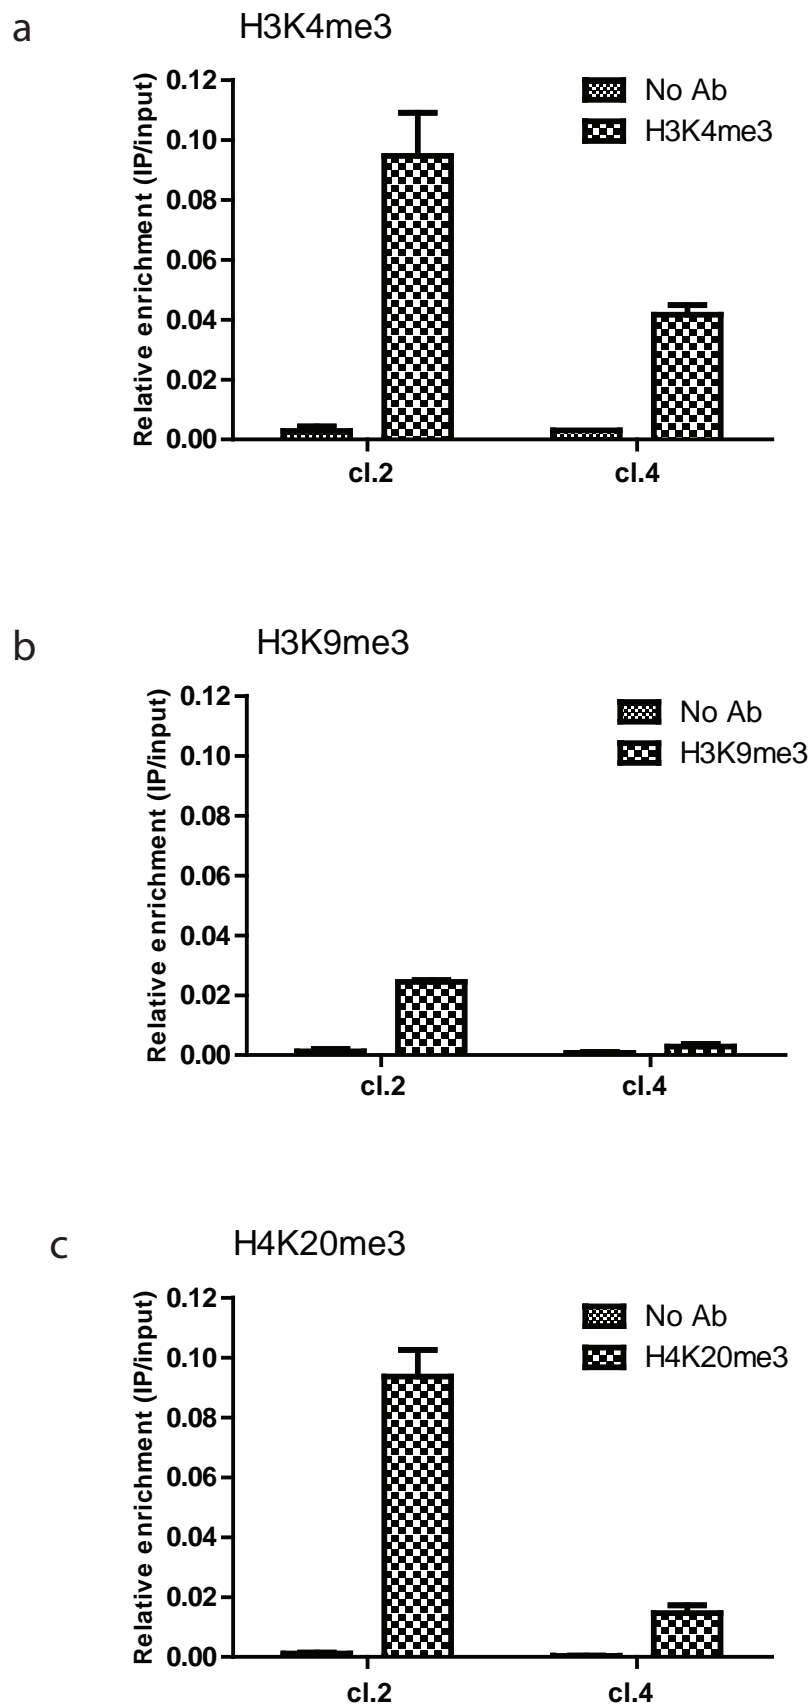 a
H3K4me3
Relative enrichment (IP/input)
0.12
0.10
0.08
0.06
0.04
0.02
0.00
No Ab
H3K4me3
cl.2
cl.4
b
H3K9me3
Relative enrichment (IP/input)
0.12
0.10
0.08
0.06
0.04
0.02
0.00
No Ab
H3K9me3
cl.2
cl.4
c
H4K20me3
Relative enrichment (IP/input)
0.12
0.10
0.08
0.06
0.04
0.02
0.00
No Ab
H4K20me3
cl.2
cl.4